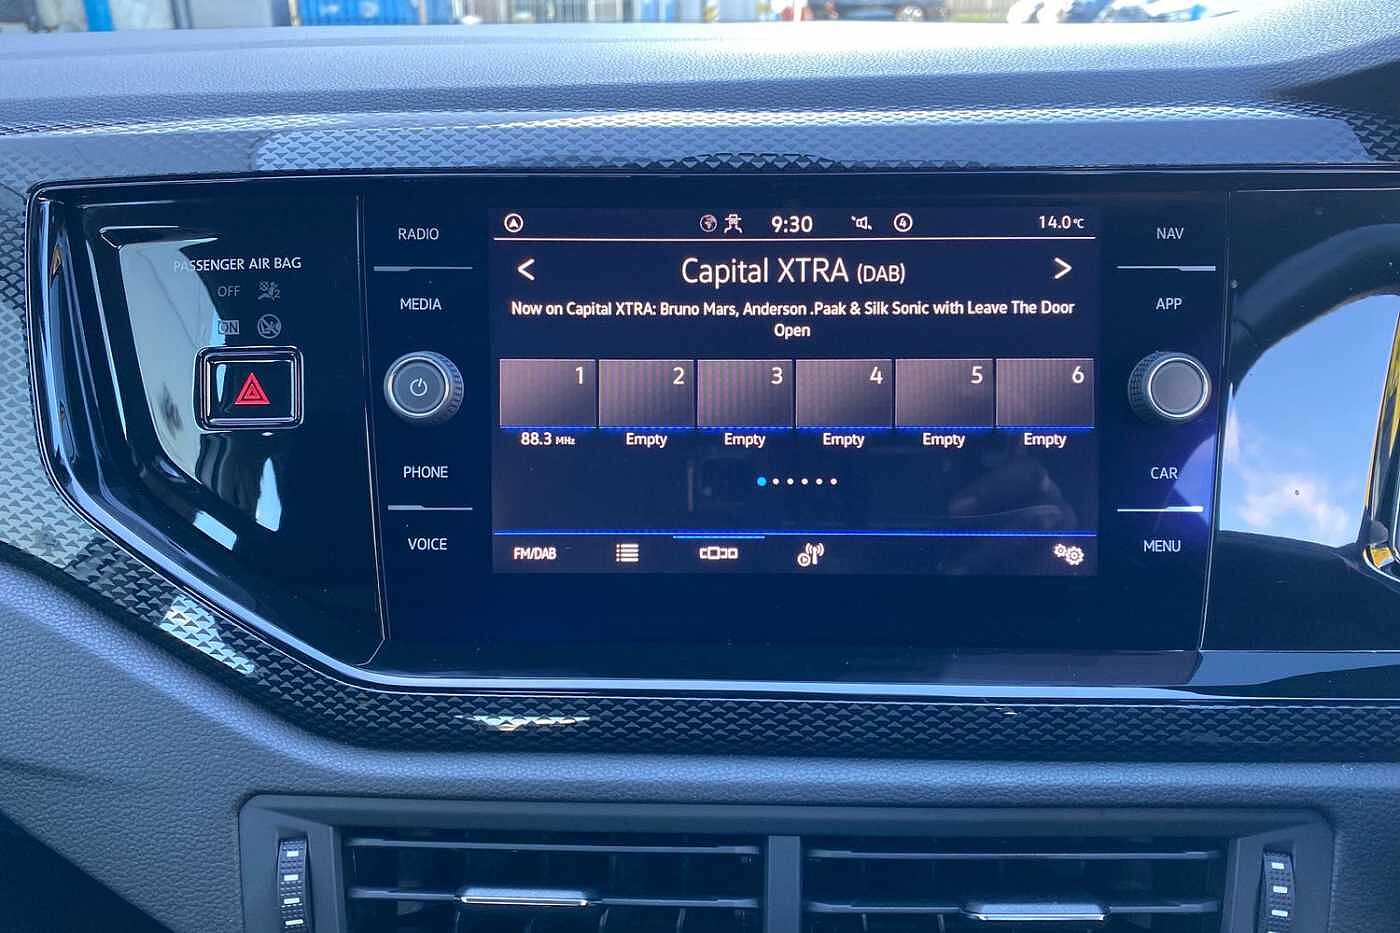 PASSENGER AIR BAG
OFF
2
ON
RADIO
MEDIA
PHONE
VOICE
9:30
4
14.0°C
< Capital XTRA (DAB) >
Now on Capital XTRA: Bruno Mars, Anderson .Paak & Silk Sonic with Leave The Door
Open
1 2 3 4 5 6
88.3 MHz Empty Empty Empty Empty Empty
FM/DAB
NAV
APP
CAR
MENU